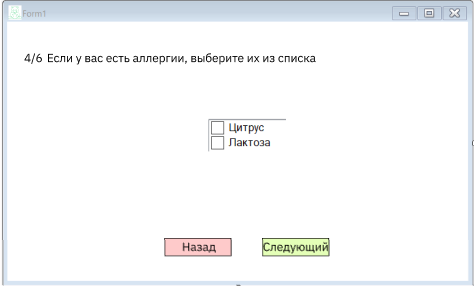 Form1
4/6 Если у вас есть аллергии, выберите их из списка
Цитрус
Лактоза
Назад Следующий